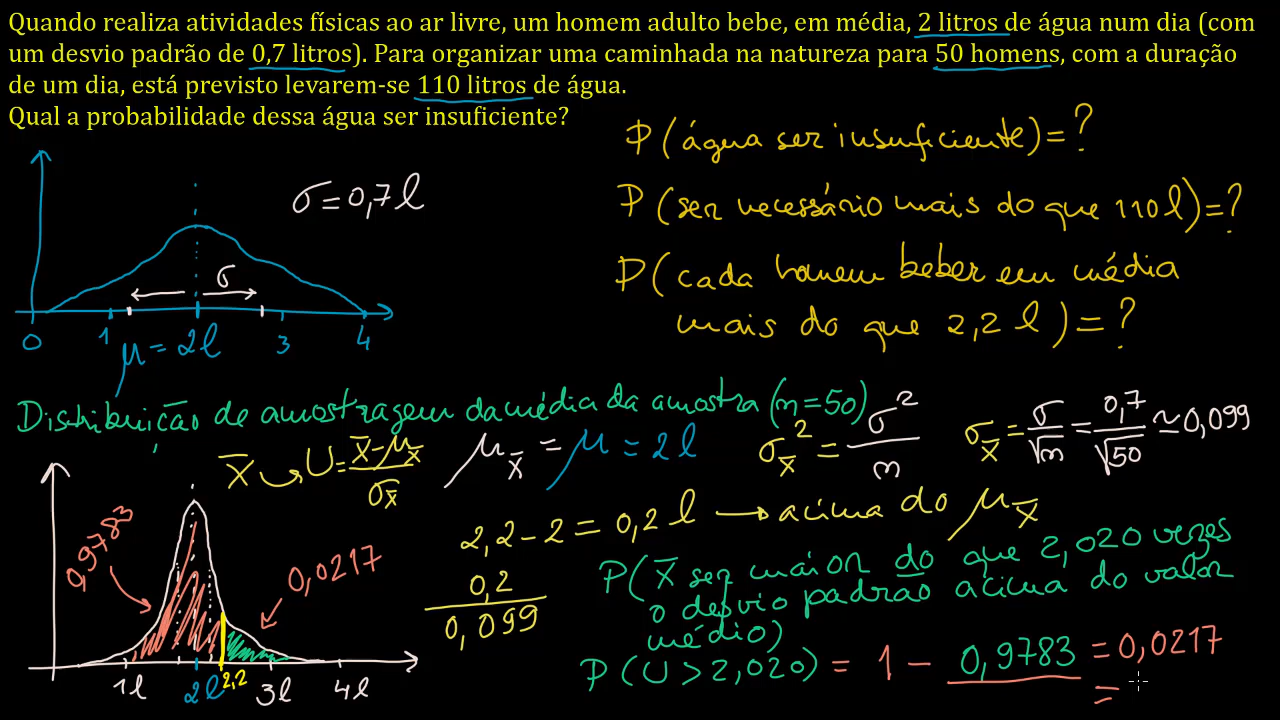 Quando realiza atividades físicas ao ar livre, um homem adulto bebe, em média, 2 litros de água num dia (com
um desvio padrão de 0,7 litros). Para organizar uma caminhada na natureza para 50 homens, com a duração
de um dia, está previsto levarem-se 110 litros de água.
Qual a probabilidade dessa água ser insuficiente?
P(água ser insuficiente)=?
P(ser necessário mais do que 110l)=?
P(cada homem beber em média
mais do que 2,2 l)=?
σ=0,7 l
σ
0 1 3 4
μ = 2l
Distribuição de amostragem da média da amostra (n=50)
x̄ → U = (x̄-μx̄)/σx̄
μx̄ = μ = 2 l
σx̄² = σ²/n
σx̄ = σ/√n = 0,7/√50 ≃ 0,099
2,2-2 = 0,2 l → acima do μx̄
0,2
0,099
P(x̄ ser maior do que 2,020 vezes
o desvio padrão acima do valor
médio)
P(U>2,020) = 1 - 0,9783 = 0,0217
=
0,9783
0,0217
1l 2l 2,2 3l 4l